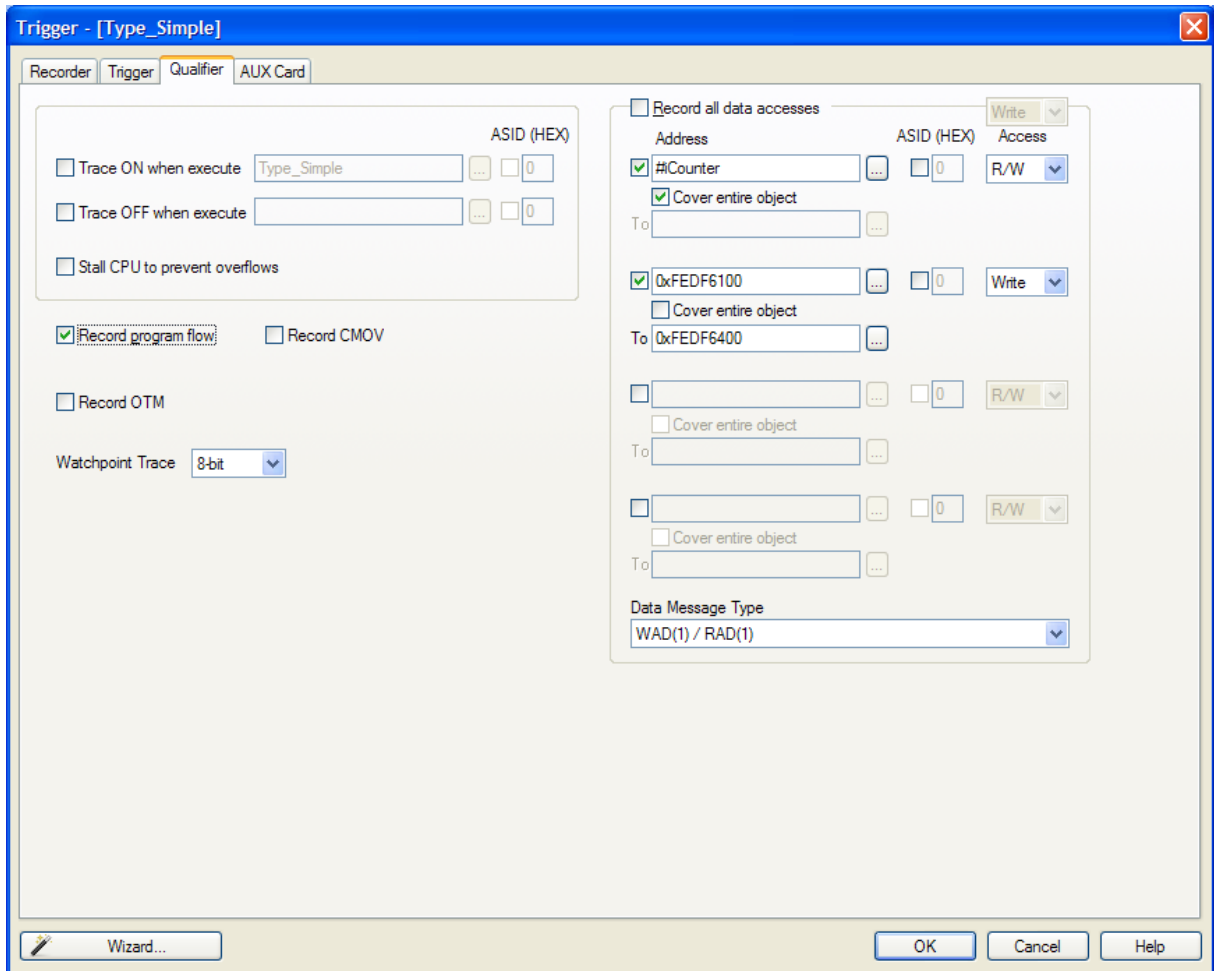 Trigger - [Type_Simple]
Recorder Trigger Qualifier AUX Card
ASID (HEX)
Trace ON when execute Type_Simple ... 0
Trace OFF when execute ... 0
Stall CPU to prevent overflows
Record program flow Record CMOV
Record OTM
Watchpoint Trace 8-bit
Record all data accesses Write
Address ASID (HEX) Access
#iCounter ... 0 R/W
Cover entire object
To ...
0xFEDF6100 ... 0 Write
Cover entire object
To 0xFEDF6400 ...
... 0 R/W
Cover entire object
To ...
... 0 R/W
Cover entire object
To ...
Data Message Type
WAD(1) / RAD(1)
Wizard... OK Cancel Help